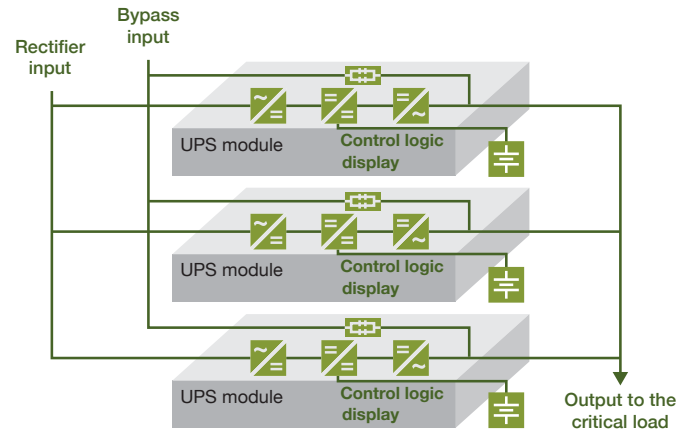 Bypass
input
Rectifier
input
UPS module
Control logic
display
UPS module
Control logic
display
UPS module
Control logic
display
Output to the
critical load